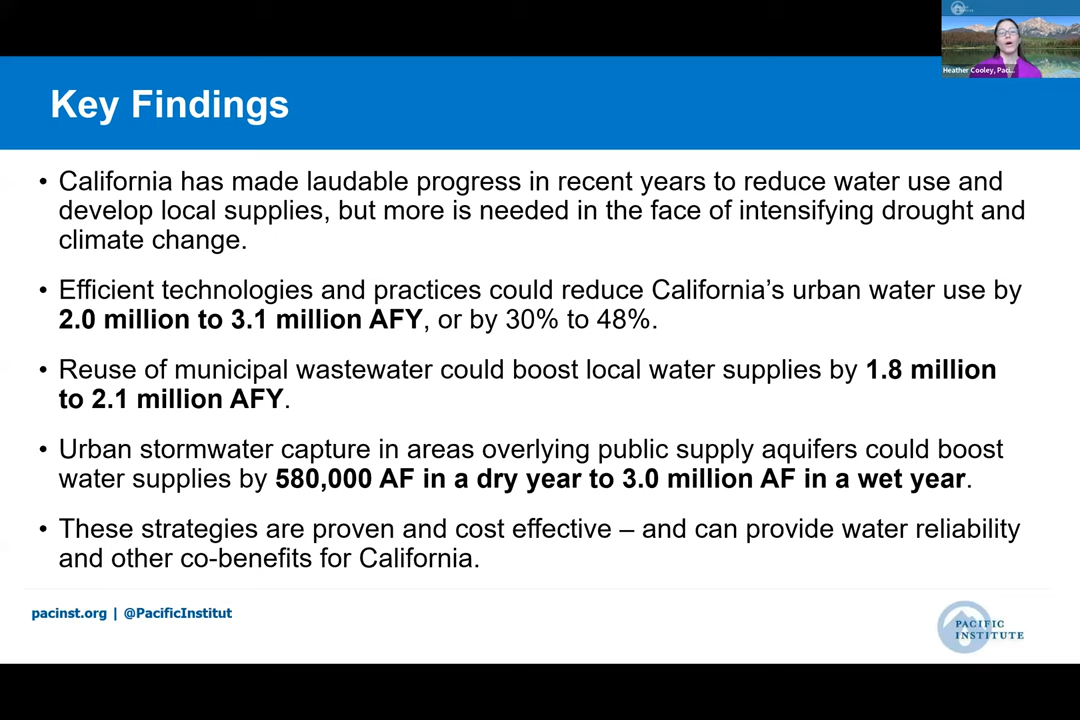 Heather Cooley, Paci...
Key Findings
• California has made laudable progress in recent years to reduce water use and
develop local supplies, but more is needed in the face of intensifying drought and
climate change.
• Efficient technologies and practices could reduce California’s urban water use by
2.0 million to 3.1 million AFY, or by 30% to 48%.
• Reuse of municipal wastewater could boost local water supplies by 1.8 million
to 2.1 million AFY.
• Urban stormwater capture in areas overlying public supply aquifers could boost
water supplies by 580,000 AF in a dry year to 3.0 million AF in a wet year.
• These strategies are proven and cost effective – and can provide water reliability
and other co-benefits for California.
pacinst.org | @PacificInstitut
PACIFIC
INSTITUTE